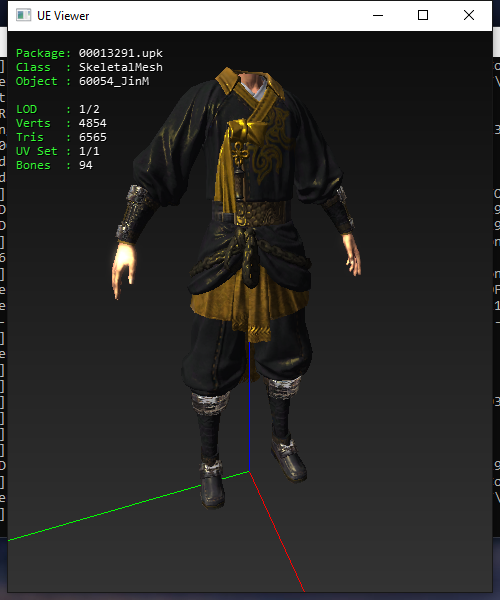 UE Viewer
Package: 00013291.upk
Class : SkeletalMesh
Object : 60054_JinM
LOD : 1/2
Verts : 4854
Tris : 6565
UV Set : 1/1
Bones : 94